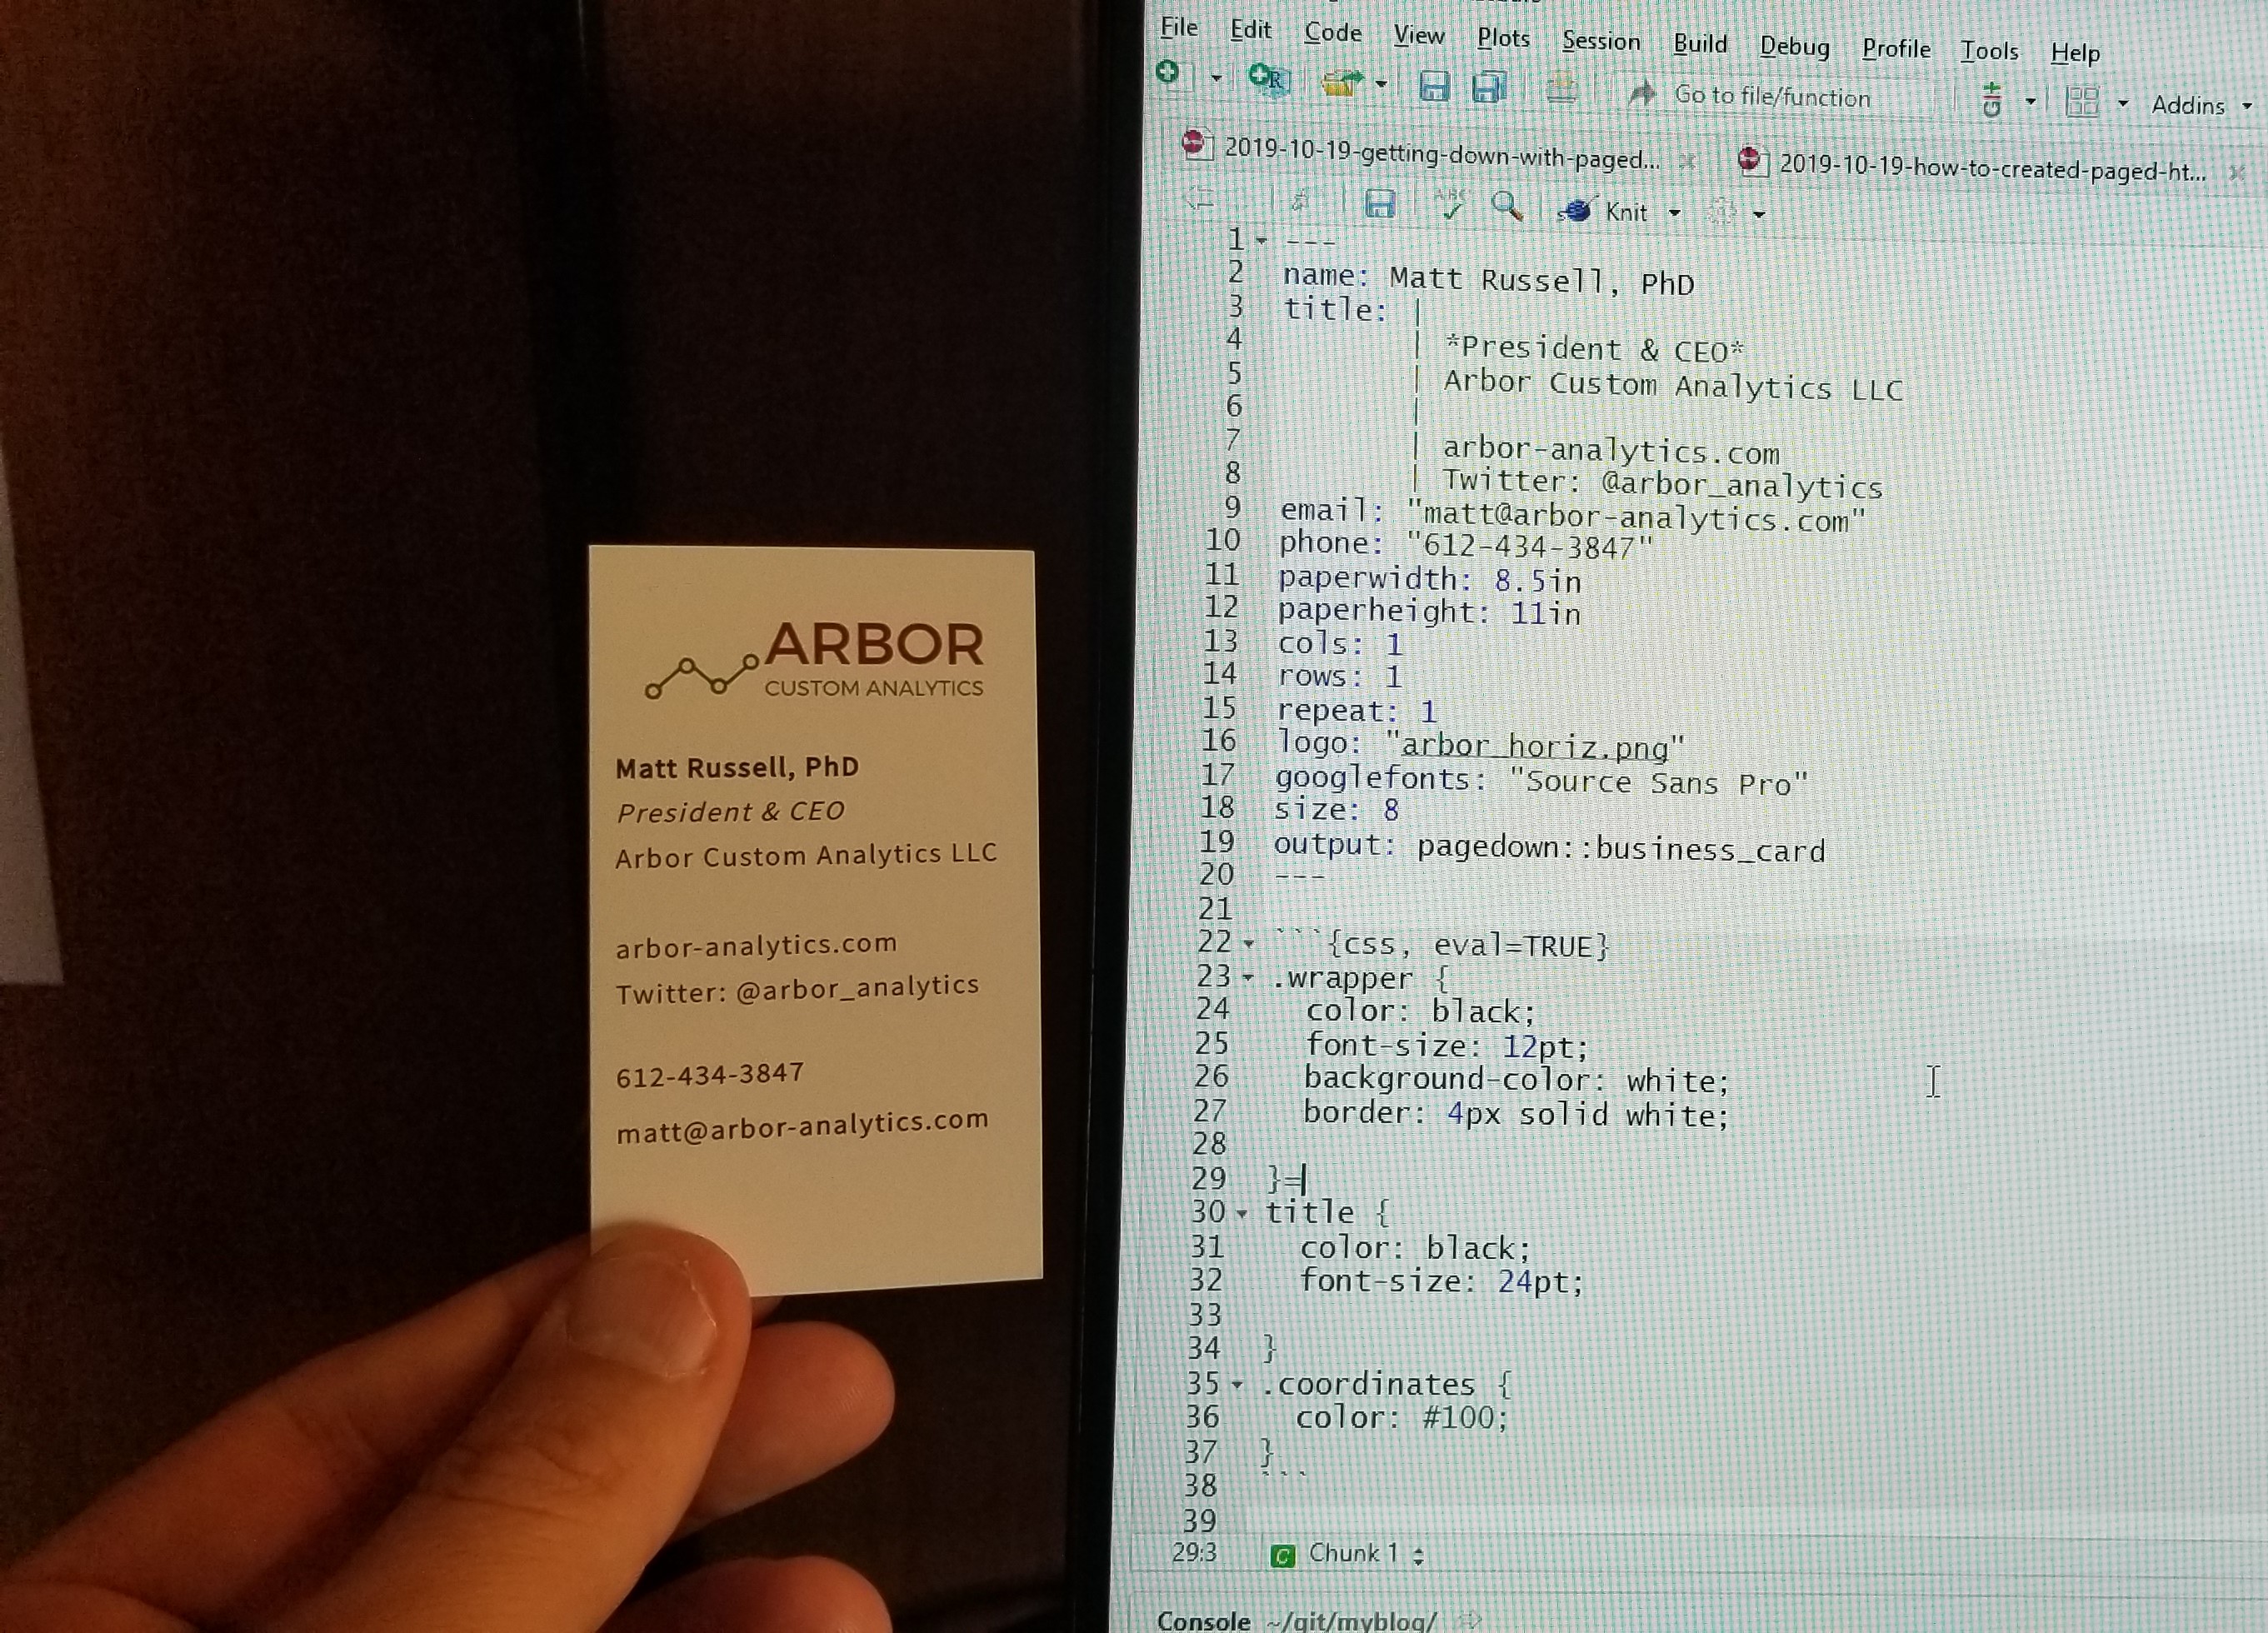 ARBOR
CUSTOM ANALYTICS
Matt Russell, PhD
President & CEO
Arbor Custom Analytics LLC
arbor-analytics.com
Twitter: @arbor_analytics
612-434-3847
matt@arbor-analytics.com
File Edit Code View Plots Session Build Debug Profile Tools Help
Go to file/function Addins
2019-10-19-getting-down-with-paged... 2019-10-19-how-to-created-paged-ht...
ABC Knit
1 ---
2 name: Matt Russell, PhD
3 title: |
4 | *President & CEO*
5 | Arbor Custom Analytics LLC
6 |
7 | arbor-analytics.com
8 | Twitter: @arbor_analytics
9 email: "matt@arbor-analytics.com"
10 phone: "612-434-3847"
11 paperwidth: 8.5in
12 paperheight: 11in
13 cols: 1
14 rows: 1
15 repeat: 1
16 logo: "arbor_horiz.png"
17 googlefonts: "Source Sans Pro"
18 size: 8
19 output: pagedown::business_card
20 ---
21
22 ```{css, eval=TRUE}
23 .wrapper {
24 color: black;
25 font-size: 12pt;
26 background-color: white;
27 border: 4px solid white;
28
29 }=
30 title {
31 color: black;
32 font-size: 24pt;
33
34 }
35 .coordinates {
36 color: #100;
37 }
38 ```
39
29:3 C Chunk 1
Console ~/git/myblog/